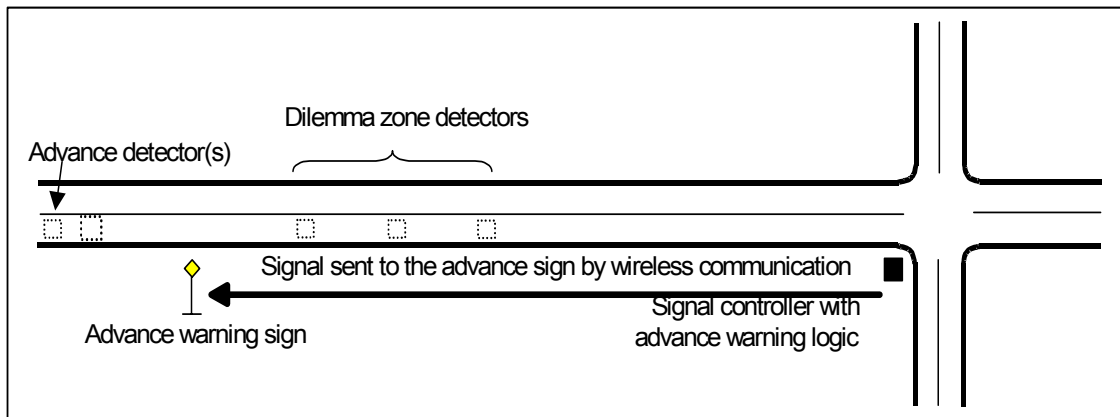 Dilemma zone detectors
Advance detector(s)
Signal sent to the advance sign by wireless communication
Signal controller with
advance warning logic
Advance warning sign